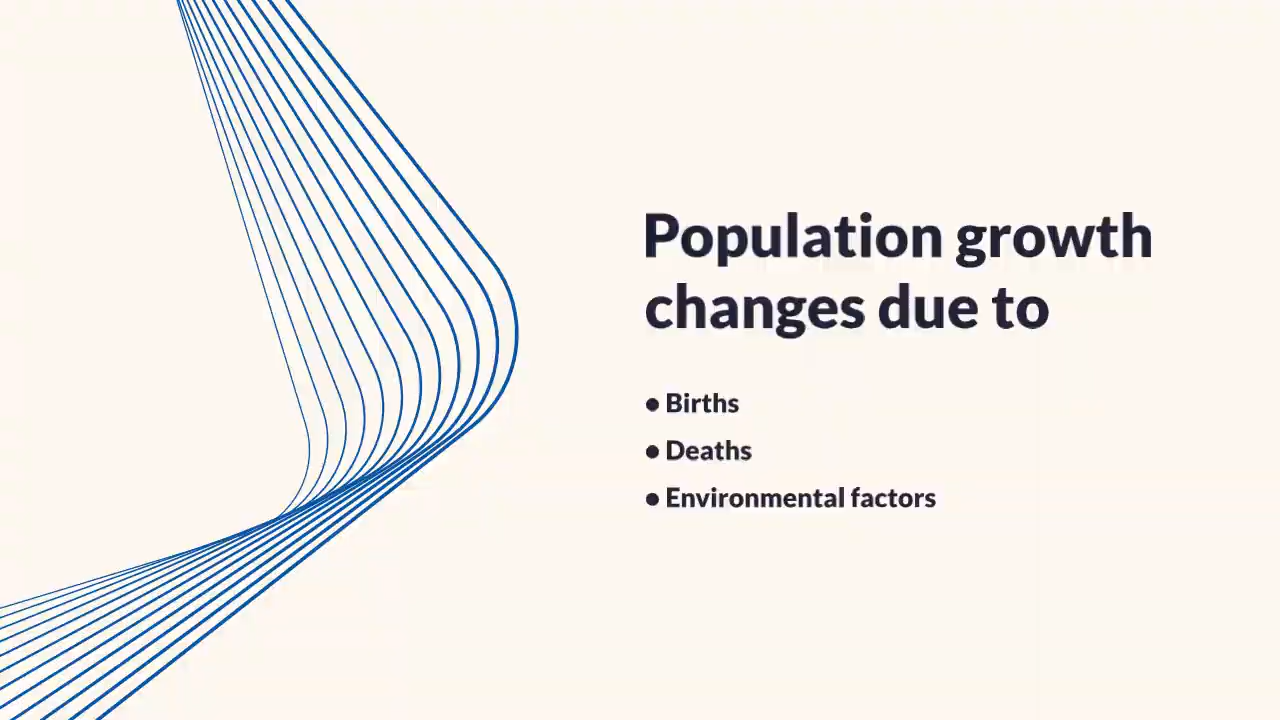 Population growth
changes due to
• Births
• Deaths
• Environmental factors